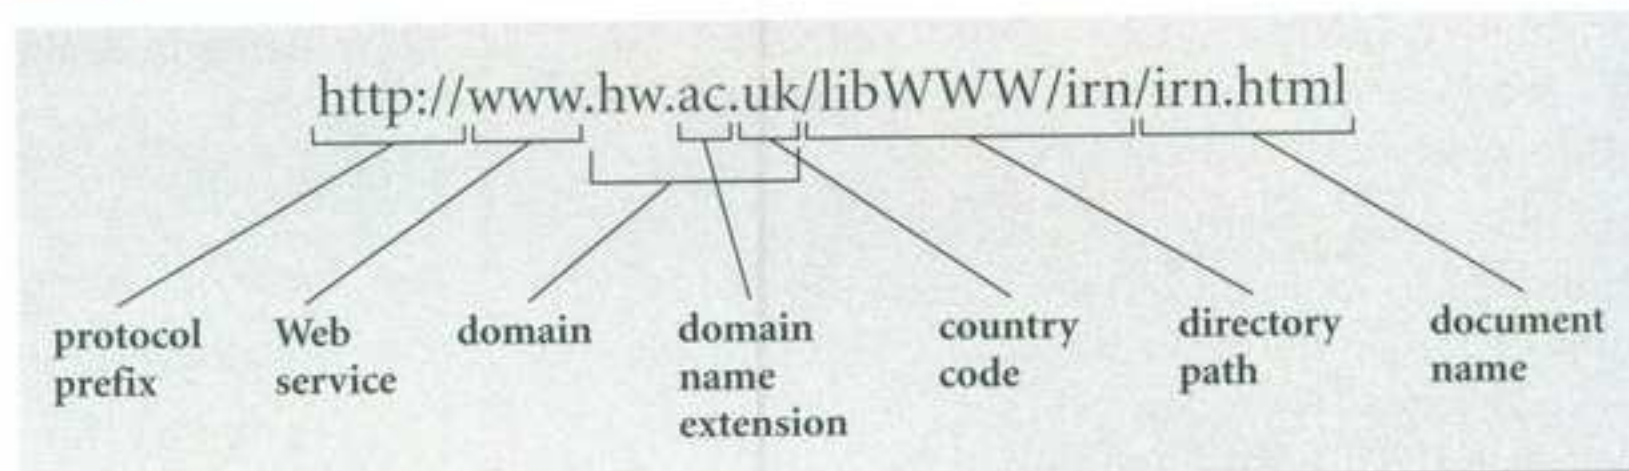 http://www.hw.ac.uk/libWWW/irn/irn.html
protocol
prefix
Web
service
domain
domain
name
extension
country
code
directory
path
document
name